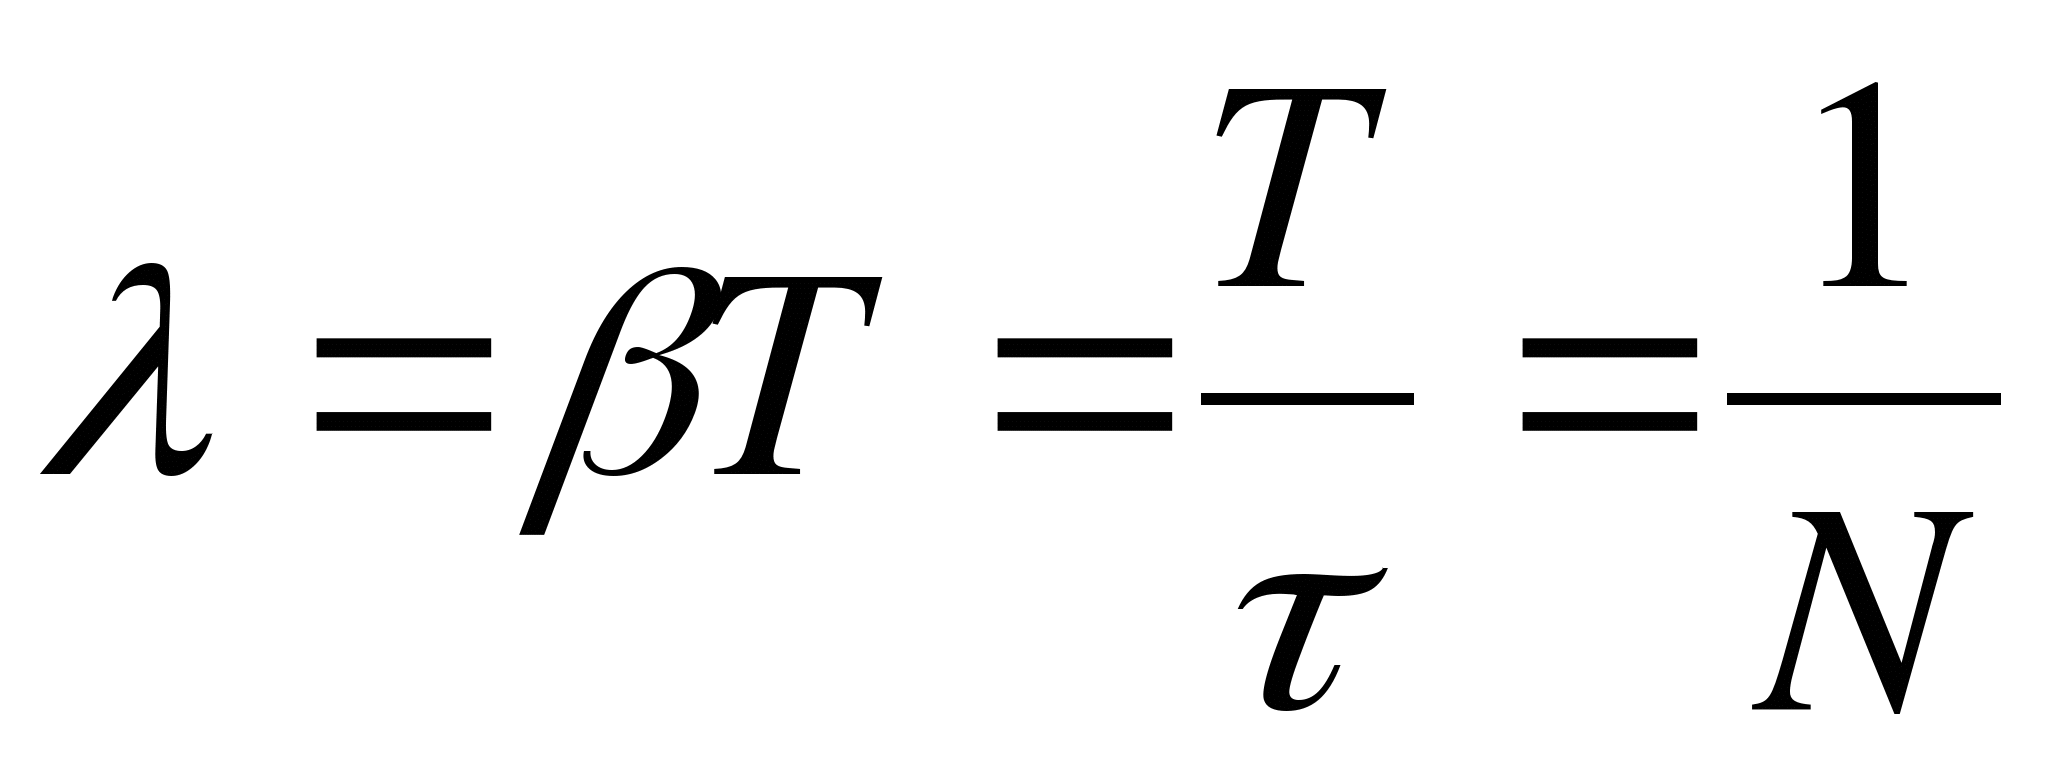 λ = βT = T/τ = 1/N